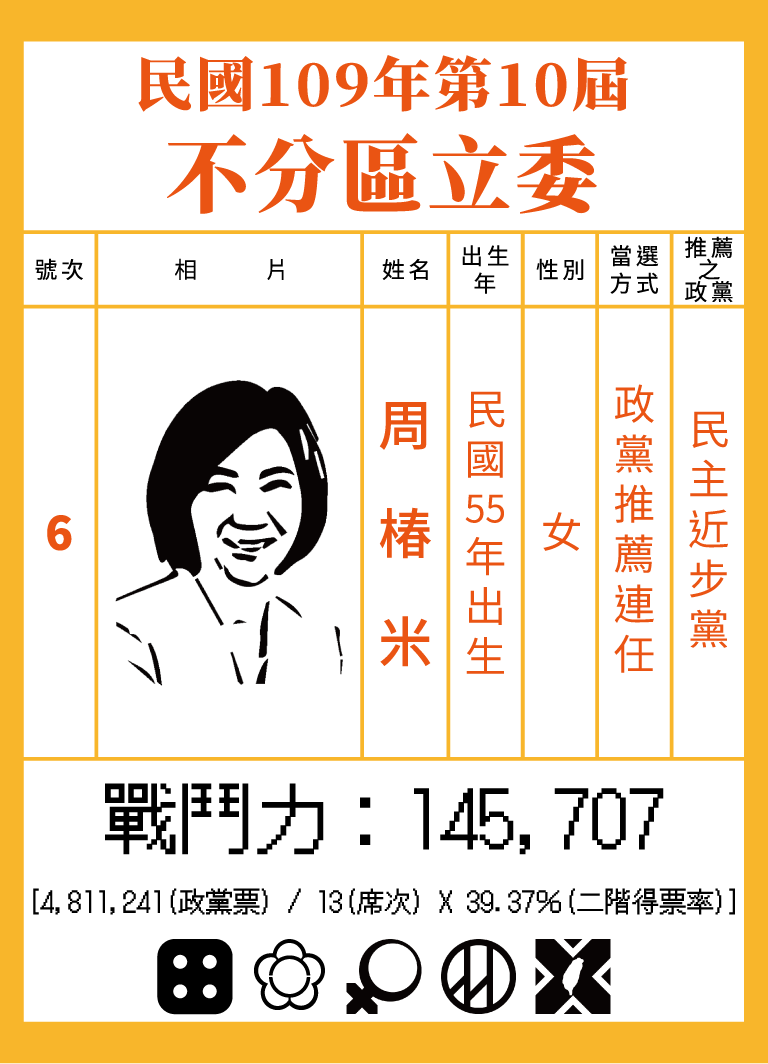 民國109年第10屆
不分區立委
號次
相片
姓名
出生年
性別
當選方式
推薦之政黨
6
周椿米
民國55年出生
女
政黨推薦連任
民主近步黨
戰鬥力：145,707
[4,811,241(政黨票) / 13(席次) X 39.37%(二階得票率)]